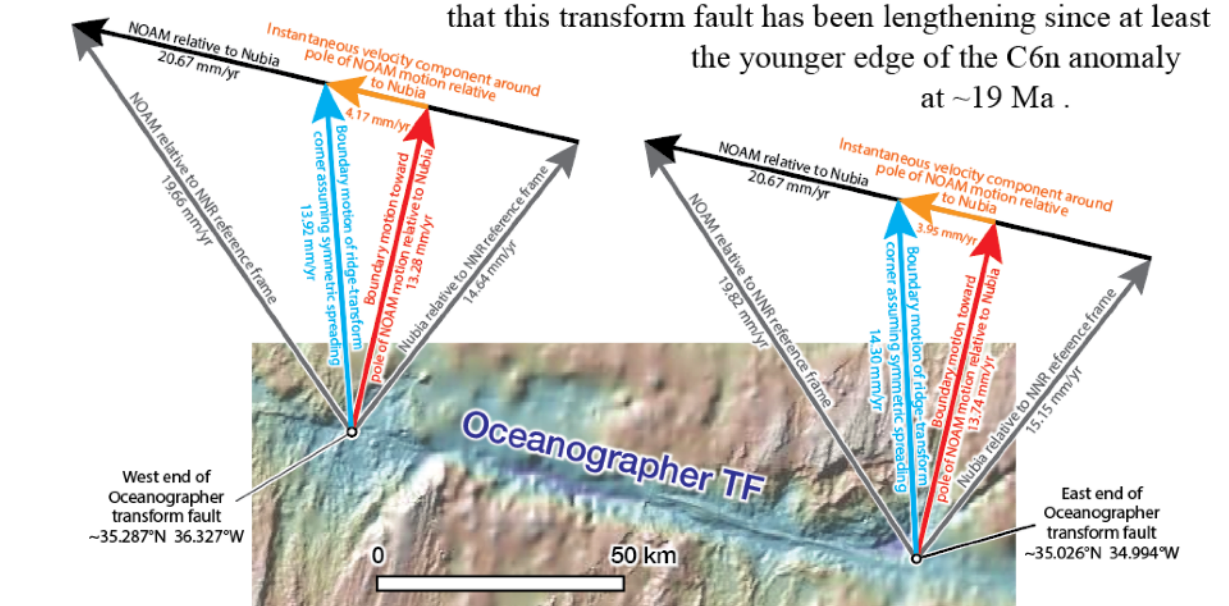 that this transform fault has been lengthening since at least
the younger edge of the C6n anomaly
at ~19 Ma .
NOAM relative to Nubia
20.67 mm/yr
Instantaneous velocity component around
pole of NOAM motion relative
to Nubia
4.17 mm/yr
NOAM relative to NNR reference frame
19.66 mm/yr
Boundary motion of ridge-transform
corner assuming symmetric spreading
13.92 mm/yr
Boundary motion toward
pole of NOAM motion relative to Nubia
13.28 mm/yr
Nubia relative to NNR reference frame
14.64 mm/yr
NOAM relative to Nubia
20.67 mm/yr
Instantaneous velocity component around
pole of NOAM motion relative
to Nubia
3.95 mm/yr
NOAM relative to NNR reference frame
19.82 mm/yr
Boundary motion of ridge-transform
corner assuming symmetric spreading
14.30 mm/yr
Boundary motion toward
pole of NOAM motion relative to Nubia
13.74 mm/yr
Nubia relative to NNR reference frame
15.15 mm/yr
Oceanographer TF
West end of
Oceanographer
transform fault
~35.287°N 36.327°W
0 50 km
East end of
Oceanographer
transform fault
~35.026°N 34.994°W